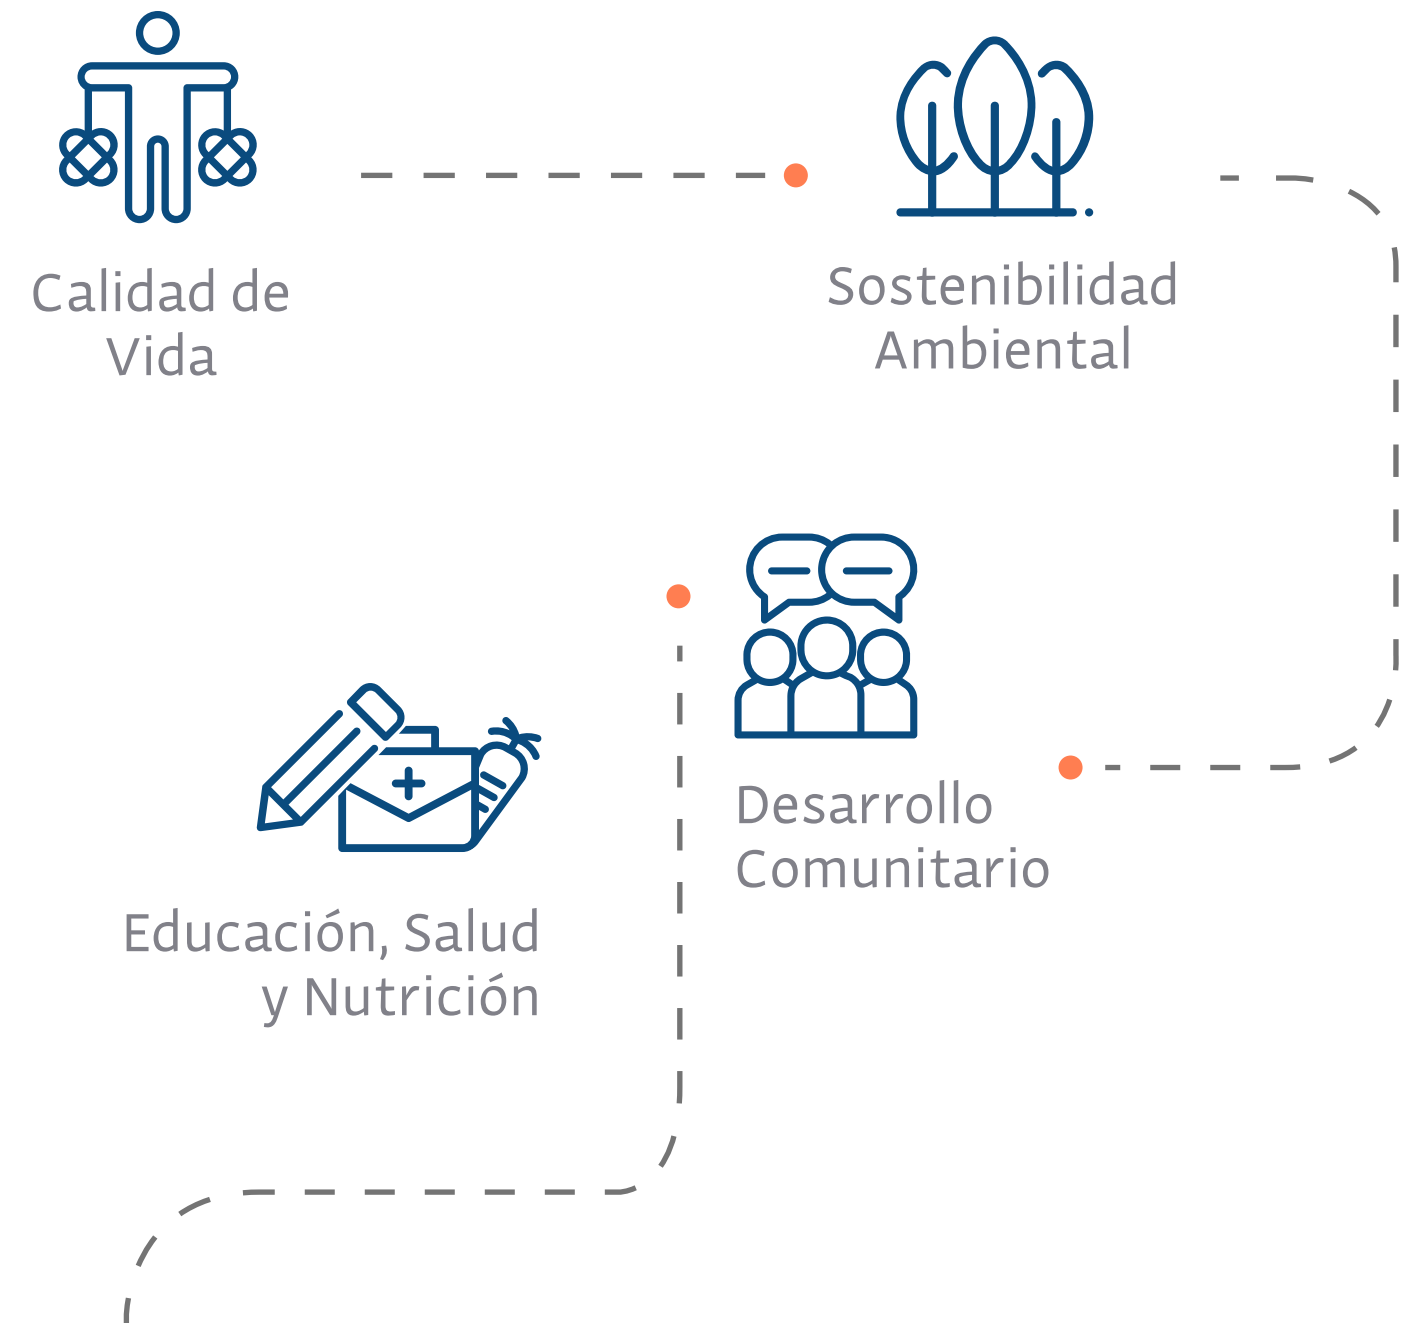 Calidad de
Vida
Sostenibilidad
Ambiental
Desarrollo
Comunitario
Educación, Salud
y Nutrición